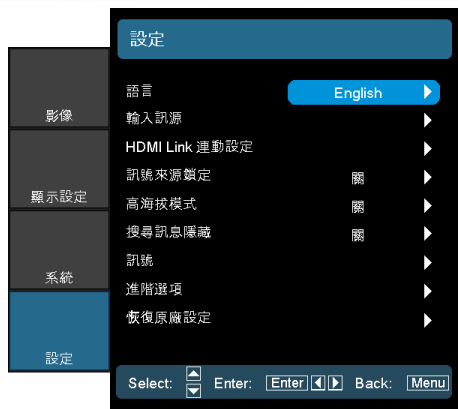 設定
影像
顯示設定
系統
設定
語言 English
輸入訊源
HDMI Link 連動設定
訊號來源鎖定 關
高海拔模式 關
搜尋訊息隱藏 關
訊號
進階選項
恢復原廠設定
Select: Enter: Enter Back: Menu